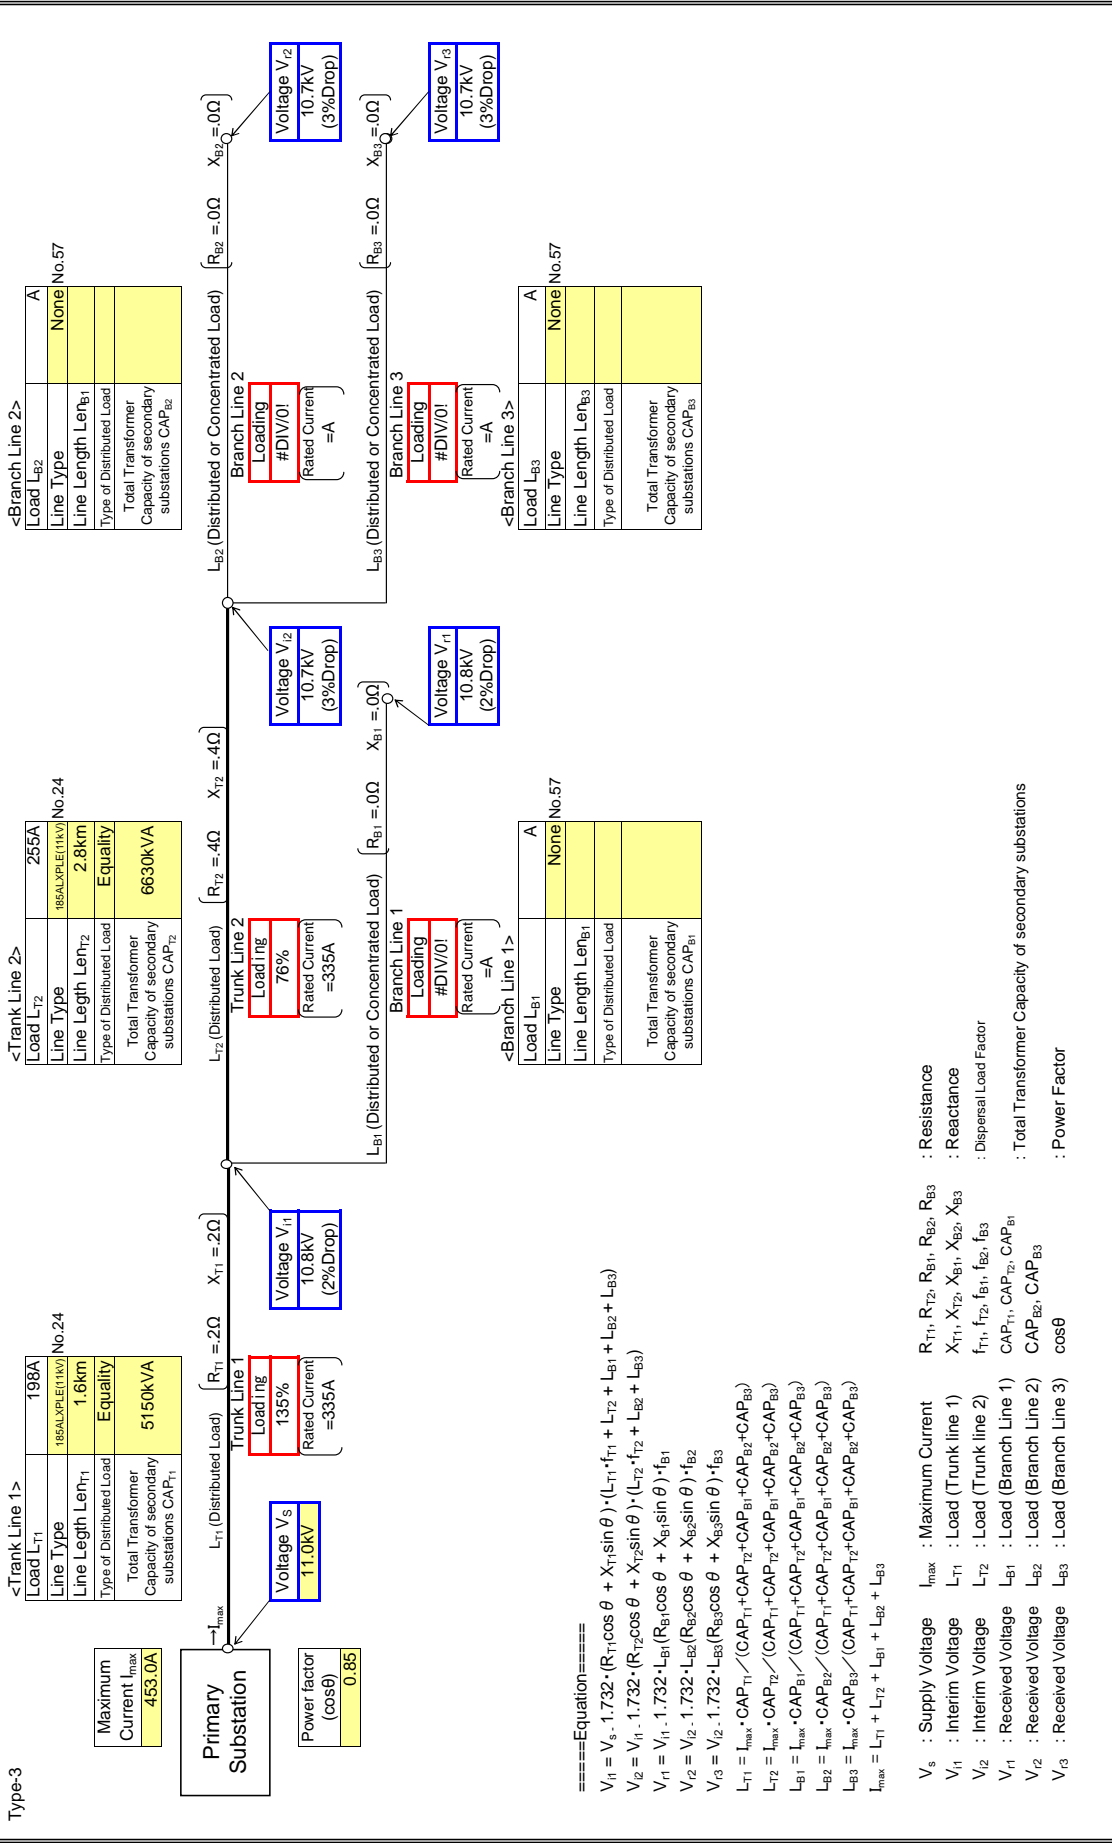 Type-3
Maximum
Current Imax
453.0A
Primary
Substation
Power factor
(cosθ)
0.85
→Imax
Voltage VS
11.0kV
<Trank Line 1>
Load LT1 198A
Line Type 185ALXPLE(11kV) No.24
Line Legth LenT1 1.6km
Type of Distributed Load Equality
Total Transformer
Capacity of secondary
substations CAPT1
5150kVA
LT1 (Distributed Load) RT1 =.2Ω XT1 =.2Ω
Trunk Line 1
Loading
135%
Rated Current
=335A
Voltage Vi1
10.8kV
(2%Drop)
<Trank Line 2>
Load LT2 255A
Line Type 185ALXPLE(11kV) No.24
Line Legth LenT2 2.8km
Type of Distributed Load Equality
Total Transformer
Capacity of secondary
substations CAPT2
6630kVA
LT2 (Distributed Load) RT2 =.4Ω XT2 =.4Ω
Trunk Line 2
Loading
76%
Rated Current
=335A
Voltage Vi2
10.7kV
(3%Drop)
LB1 (Distributed or Concentrated Load) RB1 =.0Ω XB1 =.0Ω
Branch Line 1
Loading
#DIV/0!
Rated Current
=A
Voltage Vr1
10.8kV
(2%Drop)
<Branch Line 1>
Load LB1 A
Line Type None No.57
Line Length LenB1
Type of Distributed Load
Total Transformer
Capacity of secondary
substations CAPB1
<Branch Line 2>
Load LB2 A
Line Type None No.57
Line Length LenB1
Type of Distributed Load
Total Transformer
Capacity of secondary
substations CAPB2
LB2 (Distributed or Concentrated Load) RB2 =.0Ω XB2 =.0Ω
Branch Line 2
Loading
#DIV/0!
Rated Current
=A
Voltage Vr2
10.7kV
(3%Drop)
LB3 (Distributed or Concentrated Load) RB3 =.0Ω XB3 =.0Ω
Branch Line 3
Loading
#DIV/0!
Rated Current
=A
Voltage Vr3
10.7kV
(3%Drop)
<Branch Line 3>
Load LB3 A
Line Type None No.57
Line Length LenB3
Type of Distributed Load
Total Transformer
Capacity of secondary
substations CAPB3
=====Equation=====
Vi1 = Vs - 1.732•(RT1cos θ + XT1sin θ)•(LT1•fT1 + LT2 + LB1 + LB2 + LB3)
Vi2 = Vi1 - 1.732•(RT2cos θ + XT2sin θ)•(LT2•fT2 + LB2 + LB3)
Vr1 = Vi1 - 1.732•LB1(RB1cos θ + XB1sin θ)•fB1
Vr2 = Vi2 - 1.732•LB2(RB2cos θ + XB2sin θ)•fB2
Vr3 = Vi2 - 1.732•LB3(RB3cos θ + XB3sin θ)•fB3
LT1 = Imax•CAPT1／(CAPT1+CAPT2+CAPB1+CAPB2+CAPB3)
LT2 = Imax•CAPT2／(CAPT1+CAPT2+CAPB1+CAPB2+CAPB3)
LB1 = Imax•CAPB1／(CAPT1+CAPT2+CAPB1+CAPB2+CAPB3)
LB2 = Imax•CAPB2／(CAPT1+CAPT2+CAPB1+CAPB2+CAPB3)
LB3 = Imax•CAPB3／(CAPT1+CAPT2+CAPB1+CAPB2+CAPB3)
Imax = LT1 + LT2 + LB1 + LB2 + LB3
Vs : Supply Voltage Imax : Maximum Current RT1, RT2, RB1, RB2, RB3 : Resistance
Vi1 : Interim Voltage LT1 : Load (Trunk line 1) XT1, XT2, XB1, XB2, XB3 : Reactance
Vi2 : Interim Voltage LT2 : Load (Trunk line 2) fT1, fT2, fB1, fB2, fB3 : Dispersal Load Factor
Vr1 : Received Voltage LB1 : Load (Branch Line 1) CAPT1, CAPT2, CAPB1 : Total Transformer Capacity of secondary substations
Vr2 : Received Voltage LB2 : Load (Branch Line 2) CAPB2, CAPB3
Vr3 : Received Voltage LB3 : Load (Branch Line 3) cosθ : Power Factor